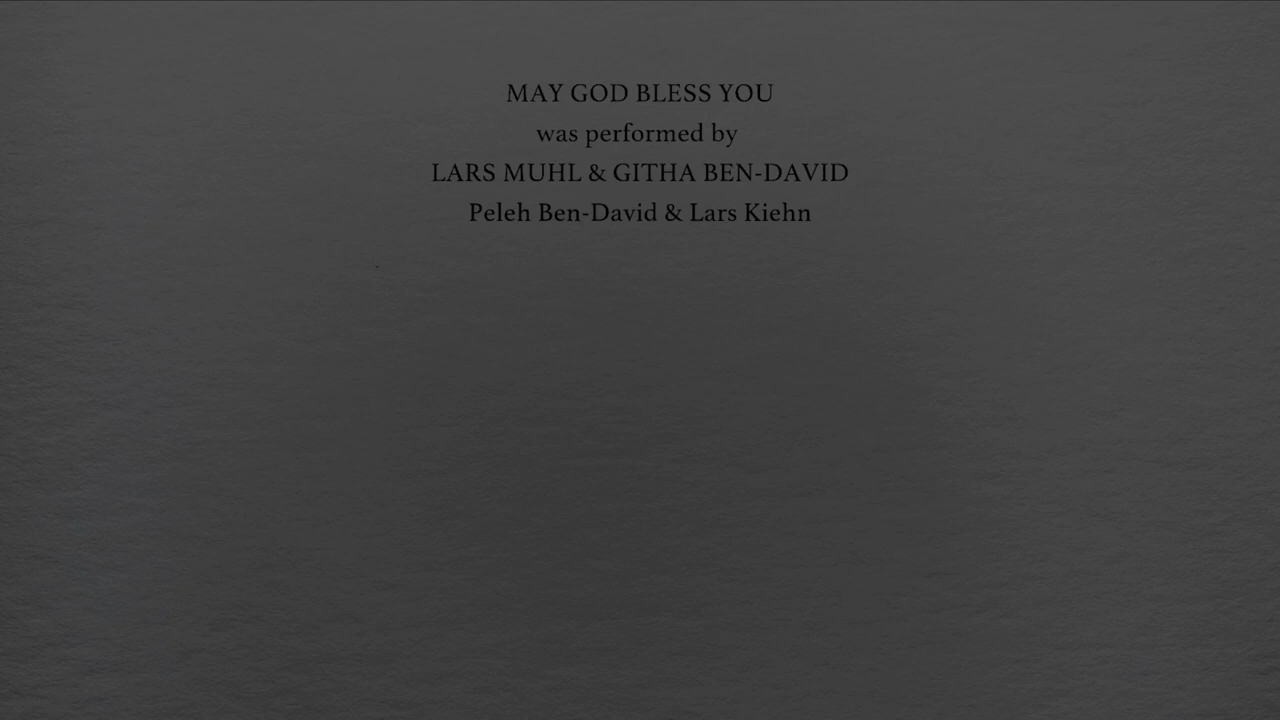 MAY GOD BLESS YOU
was performed by
LARS MUHL & GITHA BEN-DAVID
Peleh Ben-David & Lars Kiehn